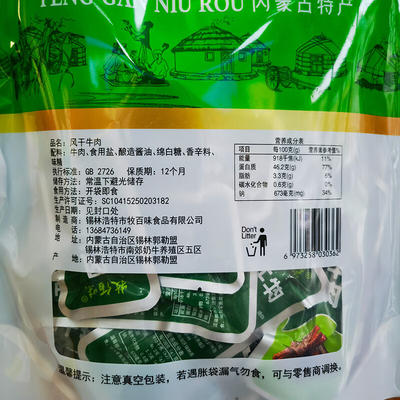 FENG GAN NIU ROU 内蒙古特产
品名：风干牛肉
配料：牛肉、食用盐、酿造酱油、绵白糖、香辛料、
味精
执行标准：GB 2726 保质期：12个月
储存方法：常温下避光储存
食用方法：开袋即食
生产许可证号：SC10415250203182
生产日期：见封口处
生产商：锡林浩特市牧百味食品有限公司
电话：13684736149
地址：内蒙古自治区锡林郭勒盟
锡林浩特市南郊奶牛养殖区五区
产地：内蒙古自治区锡林郭勒盟
营养成分表
项目 每100克(g) 营养素参考值%
能量 918千焦(kJ) 11%
蛋白质 46.2克(g) 77%
脂肪 3.3克(g) 6%
碳水化合物 0.6克(g) 0%
钠 673毫克(mg) 34%
Don't
Litter
6 973258 030362
温馨提示：注意真空包装，若遇胀袋漏气勿食，可与零售商调换。